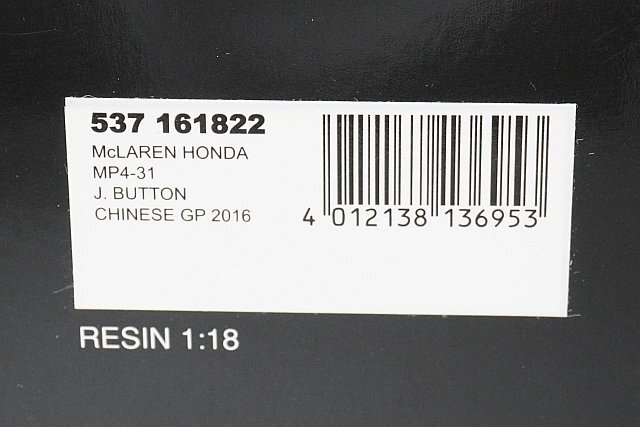 537 161822
McLAREN HONDA
MP4-31
J. BUTTON
CHINESE GP 2016
4 012138 136953
RESIN 1:18